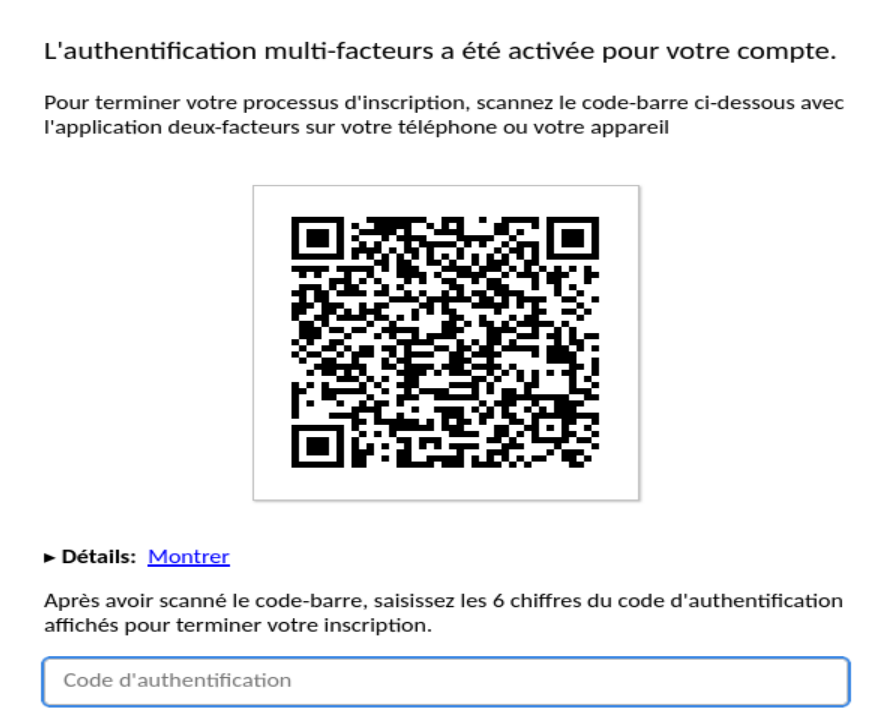 L'authentification multi-facteurs a été activée pour votre compte.
Pour terminer votre processus d'inscription, scannez le code-barre ci-dessous avec
l'application deux-facteurs sur votre téléphone ou votre appareil
► Détails: Montrer
Après avoir scanné le code-barre, saisissez les 6 chiffres du code d'authentification
affichés pour terminer votre inscription.
Code d'authentification